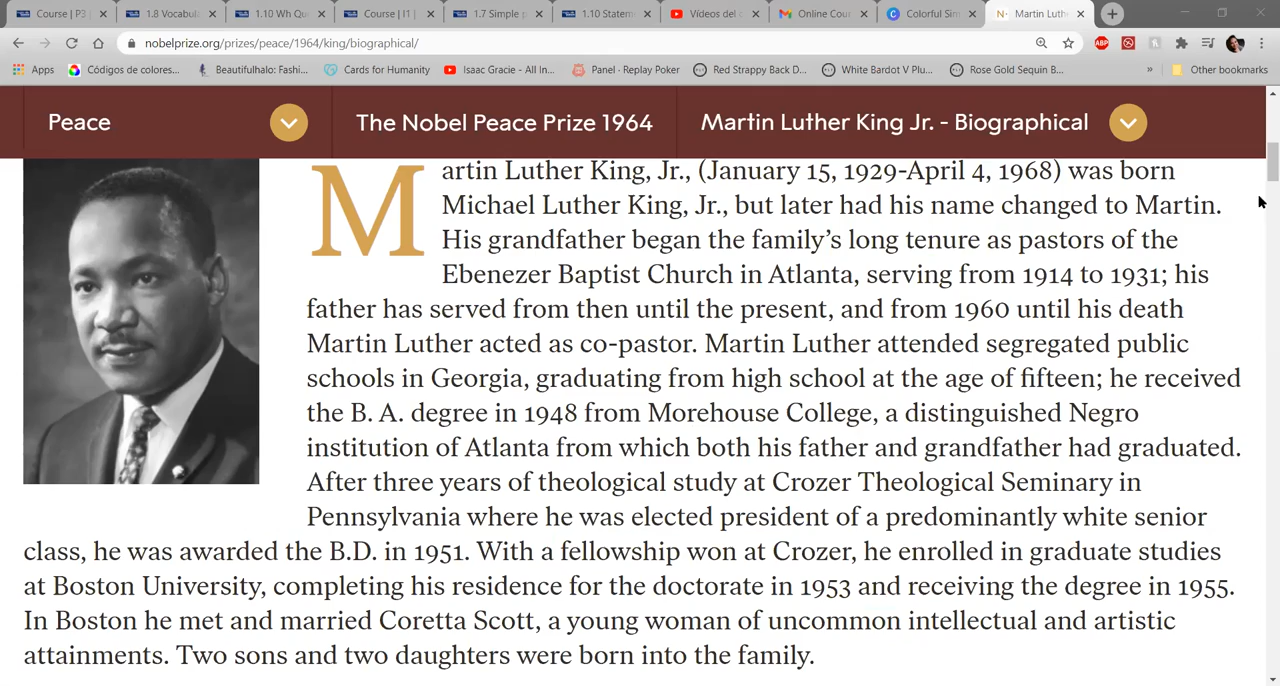 Course | P3
1.8 Vocabul
1.10 Wh Qu
Course | I1 |
1.7 Simple p
1.10 Statem
Vídeos del c
Online Cour
Colorful Sim
Martin Luth
nobelprize.org/prizes/peace/1964/king/biographical/
ABP
Apps
Códigos de colores...
Beautifulhalo: Fashi...
Cards for Humanity
Isaac Gracie - All In...
Panel · Replay Poker
Red Strappy Back D...
White Bardot V Plu...
Rose Gold Sequin B...
»
Other bookmarks
Peace
The Nobel Peace Prize 1964
Martin Luther King Jr. - Biographical
Martin Luther King, Jr., (January 15, 1929-April 4, 1968) was born
Michael Luther King, Jr., but later had his name changed to Martin.
His grandfather began the family’s long tenure as pastors of the
Ebenezer Baptist Church in Atlanta, serving from 1914 to 1931; his
father has served from then until the present, and from 1960 until his death
Martin Luther acted as co-pastor. Martin Luther attended segregated public
schools in Georgia, graduating from high school at the age of fifteen; he received
the B. A. degree in 1948 from Morehouse College, a distinguished Negro
institution of Atlanta from which both his father and grandfather had graduated.
After three years of theological study at Crozer Theological Seminary in
Pennsylvania where he was elected president of a predominantly white senior
class, he was awarded the B.D. in 1951. With a fellowship won at Crozer, he enrolled in graduate studies
at Boston University, completing his residence for the doctorate in 1953 and receiving the degree in 1955.
In Boston he met and married Coretta Scott, a young woman of uncommon intellectual and artistic
attainments. Two sons and two daughters were born into the family.